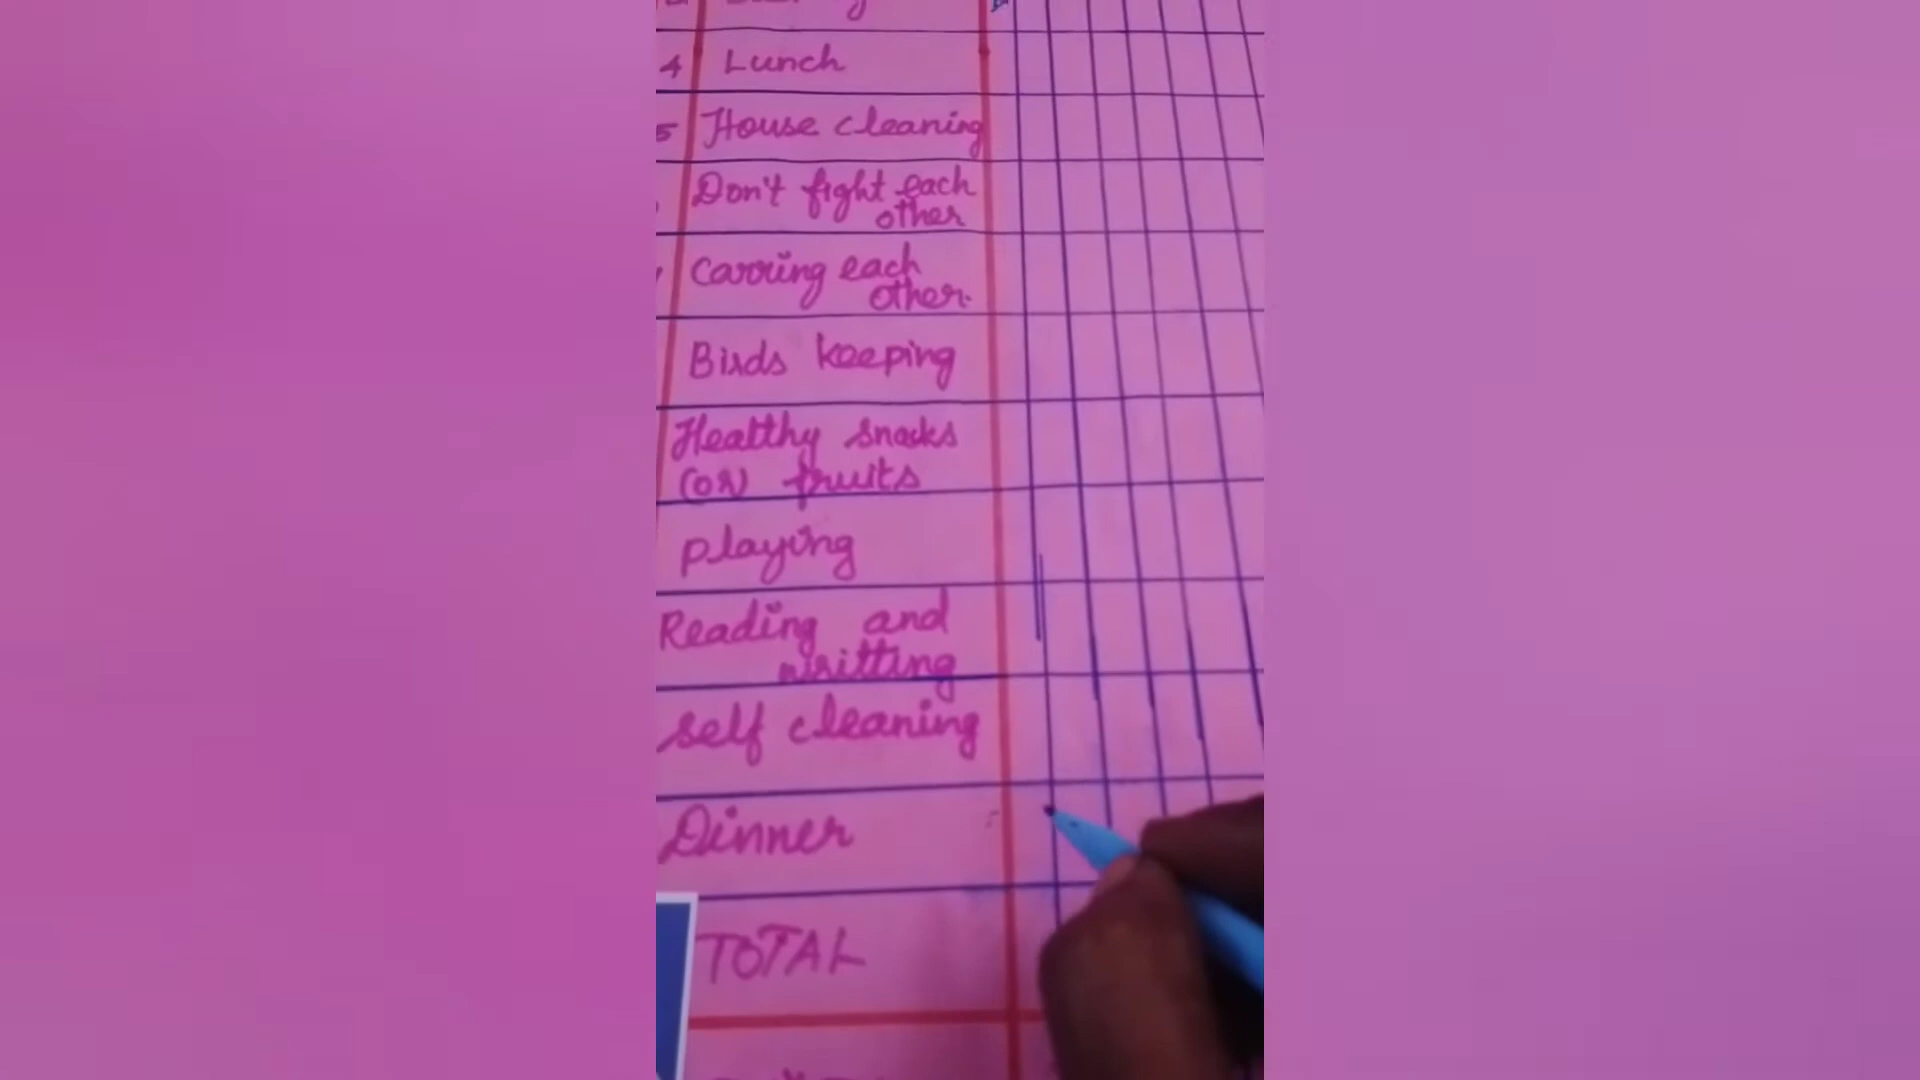 4 Lunch
5 House cleaning
Don't fight each
other
Carring each
other.
Birds keeping
Healthy snacks
(or) fruits
Playing
Reading and
writting
Self cleaning
Dinner
TOTAL